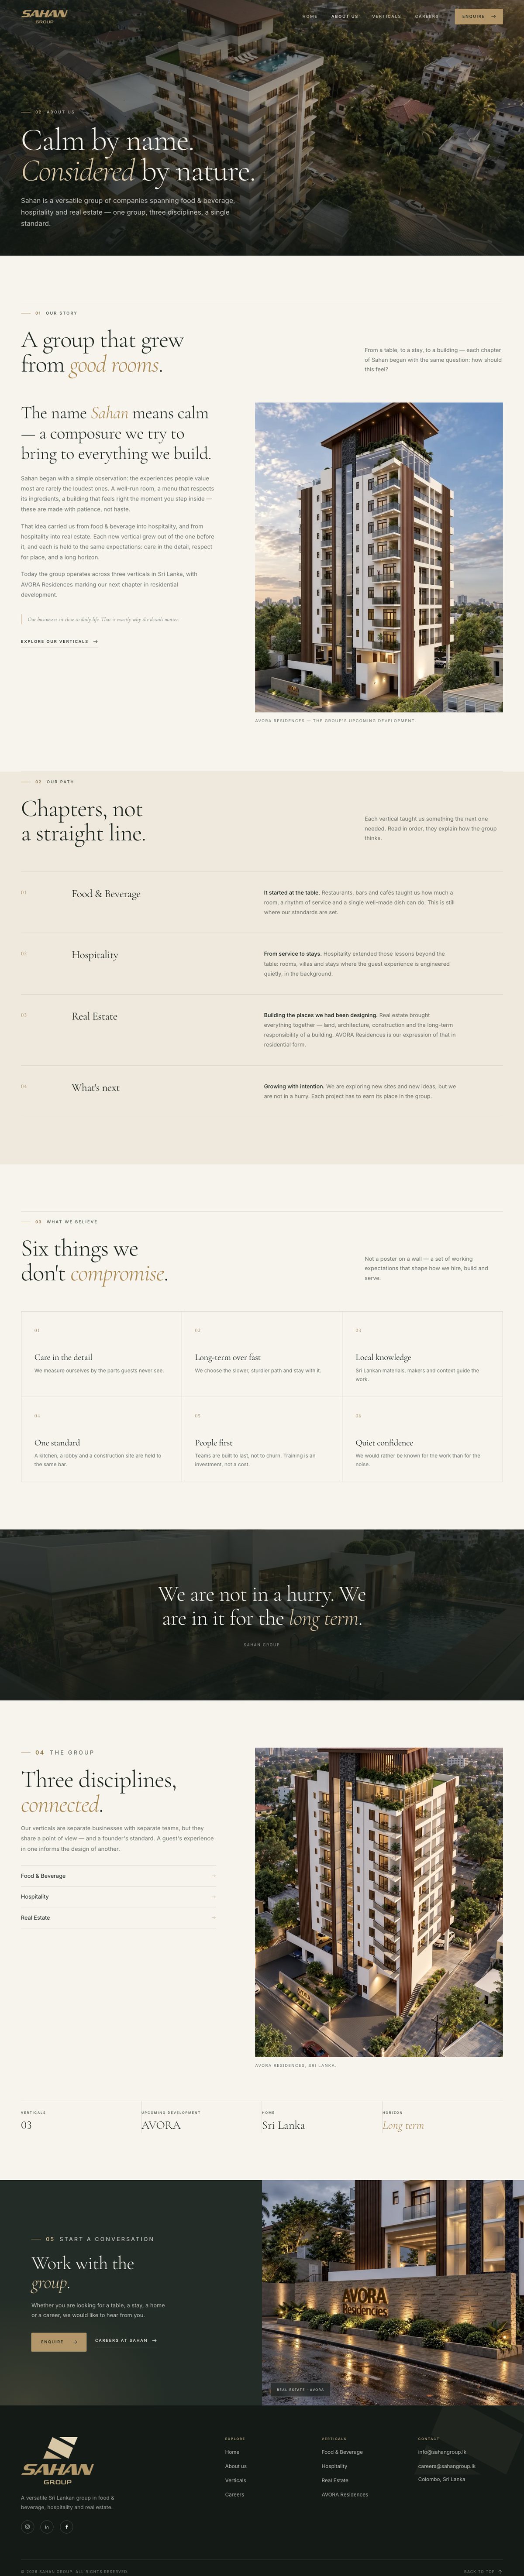 SAHAN
GROUP
HOME
ABOUT US
VERTICALS
CAREERS
ENQUIRE →
02 ABOUT US
Calm by name.
Considered by nature.
Sahan is a versatile group of companies spanning food & beverage,
hospitality and real estate — one group, three disciplines, a single
standard.
01 OUR STORY
A group that grew
from good rooms.
From a table, to a stay, to a building — each chapter
of Sahan began with the same question: how should
this feel?
The name Sahan means calm
— a composure we try to
bring to everything we build.
Sahan began with a simple observation: the experiences people value
most are rarely the loudest ones. A well-run room, a menu that respects
its ingredients, a building that feels right the moment you step inside —
these are made with patience, not haste.
That idea carried us from food & beverage into hospitality, and from
hospitality into real estate. Each new vertical grew out of the one before
it, and each is held to the same expectations: care in the detail, respect
for place, and a long horizon.
Today the group operates across three verticals in Sri Lanka, with
AVORA Residences marking our next chapter in residential
development.
Our businesses sit close to daily life. That is exactly why the details matter.
EXPLORE OUR VERTICALS →
AVORA RESIDENCES — THE GROUP'S UPCOMING DEVELOPMENT.
02 OUR PATH
Chapters, not
a straight line.
Each vertical taught us something the next one
needed. Read in order, they explain how the group
thinks.
01
Food & Beverage
It started at the table. Restaurants, bars and cafés taught us how much a
room, a rhythm of service and a single well-made dish can do. This is still
where our standards are set.
02
Hospitality
From service to stays. Hospitality extended those lessons beyond the
table: rooms, villas and stays where the guest experience is engineered
quietly, in the background.
03
Real Estate
Building the places we had been designing. Real estate brought
everything together — land, architecture, construction and the long-term
responsibility of a building. AVORA Residences is our expression of that in
residential form.
04
What's next
Growing with intention. We are exploring new sites and new ideas, but we
are not in a hurry. Each project has to earn its place in the group.
03 WHAT WE BELIEVE
Six things we
don't compromise.
Not a poster on a wall — a set of working
expectations that shape how we hire, build and
serve.
01
Care in the detail
We measure ourselves by the parts guests never see.
02
Long-term over fast
We choose the slower, sturdier path and stay with it.
03
Local knowledge
Sri Lankan materials, makers and context guide the
work.
04
One standard
A kitchen, a lobby and a construction site are held to
the same bar.
05
People first
Teams are built to last, not to churn. Training is an
investment, not a cost.
06
Quiet confidence
We would rather be known for the work than for the
noise.
We are not in a hurry. We
are in it for the long term.
SAHAN GROUP
04 THE GROUP
Three disciplines,
connected.
Our verticals are separate businesses with separate teams, but they
share a point of view — and a founder's standard. A guest's experience
in one informs the design of another.
Food & Beverage
Hospitality
Real Estate
AVORA RESIDENCES, SRI LANKA.
VERTICALS
03
UPCOMING DEVELOPMENT
AVORA
HOME
Sri Lanka
HORIZON
Long term
05 START A CONVERSATION
Work with the
group.
Whether you are looking for a table, a stay, a home
or a career, we would like to hear from you.
ENQUIRE →
CAREERS AT SAHAN →
AVORA
Residencies
REAL ESTATE · AVORA
SAHAN
GROUP
A versatile Sri Lankan group in food &
beverage, hospitality and real estate.
EXPLORE
Home
About us
Verticals
Careers
VERTICALS
Food & Beverage
Hospitality
Real Estate
AVORA Residences
CONTACT
info@sahangroup.lk
careers@sahangroup.lk
Colombo, Sri Lanka
© 2026 SAHAN GROUP. ALL RIGHTS RESERVED.
BACK TO TOP ↑